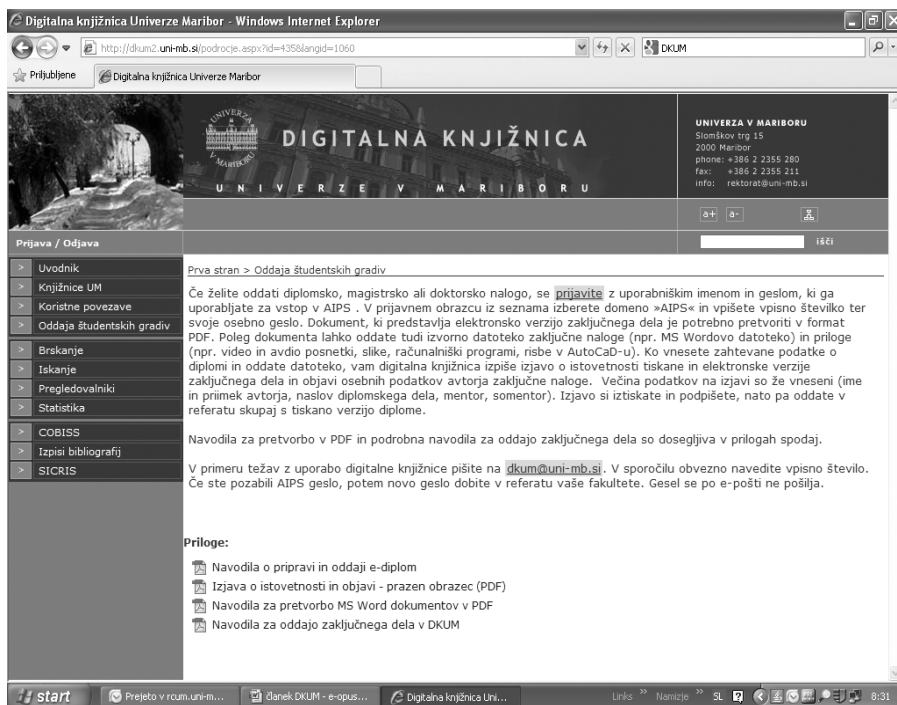 Digitalna knjižnica Univerze Maribor - Windows Internet Explorer
http://dkum2.uni-mb.si/podrocje.aspx?id=435&langid=1060
DKUM
Priljubljene
Digitalna knjižnica Univerze Maribor
UNIVERZA
V MARIBORU
DIGITALNA KNJIŽNICA
UNIVERZE V MARIBORU
UNIVERZA V MARIBORU
Slomškov trg 15
2000 Maribor
phone: +386 2 2355 280
fax: +386 2 2355 211
info: rektorat@uni-mb.si
a+ a-
Prijava / Odjava
išči
> Uvodnik
> Knjižnice UM
> Koristne povezave
> Oddaja študentskih gradiv
> Brskanje
> Iskanje
> Pregledovalniki
> Statistika
> COBISS
> Izpisi bibliografij
> SICRIS
Prva stran > Oddaja študentskih gradiv
Če želite oddati diplomsko, magistrsko ali doktorsko nalogo, se prijavite z uporabniškim imenom in geslom, ki ga
uporabljate za vstop v AIPS . V prijavnem obrazcu iz seznama izberete domeno »AIPS« in vpišete vpisno številko ter
svoje osebno geslo. Dokument, ki predstavlja elektronsko verzijo zaključnega dela je potrebno pretvoriti v format
PDF. Poleg dokumenta lahko oddate tudi izvorno datoteko zaključne naloge (npr. MS Wordovo datoteko) in priloge
(npr. video in avdio posnetki, slike, računalniški programi, risbe v AutoCAD-u). Ko vnesete zahtevane podatke o
diplomi in oddate datoteko, vam digitalna knjižnica izpiše izjavo o istovetnosti tiskane in elektronske verzije
zaključnega dela in objavi osebnih podatkov avtorja zaključne naloge. Večina podatkov na izjavi so že vneseni (ime
in priimek avtorja, naslov diplomskega dela, mentor, somentor). Izjavo si iztiskate in podpišete, nato pa oddate v
referatu skupaj s tiskano verzijo diplome.
Navodila za pretvorbo v PDF in podrobna navodila za oddajo zaključnega dela so dosegljiva v prilogah spodaj.
V primeru težav z uporabo digitalne knjižnice pišite na dkum@uni-mb.si. V sporočilu obvezno navedite vpisno število.
Če ste pozabili AIPS geslo, potem novo geslo dobite v referatu vaše fakultete. Gesel se po e-pošti ne pošilja.
Priloge:
Navodila o pripravi in oddaji e-diplom
Izjava o istovetnosti in objavi - prazen obrazec (PDF)
Navodila za pretvorbo MS Word dokumentov v PDF
Navodila za oddajo zaključnega dela v DKUM
start
Prejeto v rcum.uni-m...
članek DKUM - e-opus...
Digitalna knjižnica Uni...
Links »
Namizje »
SL
8:31